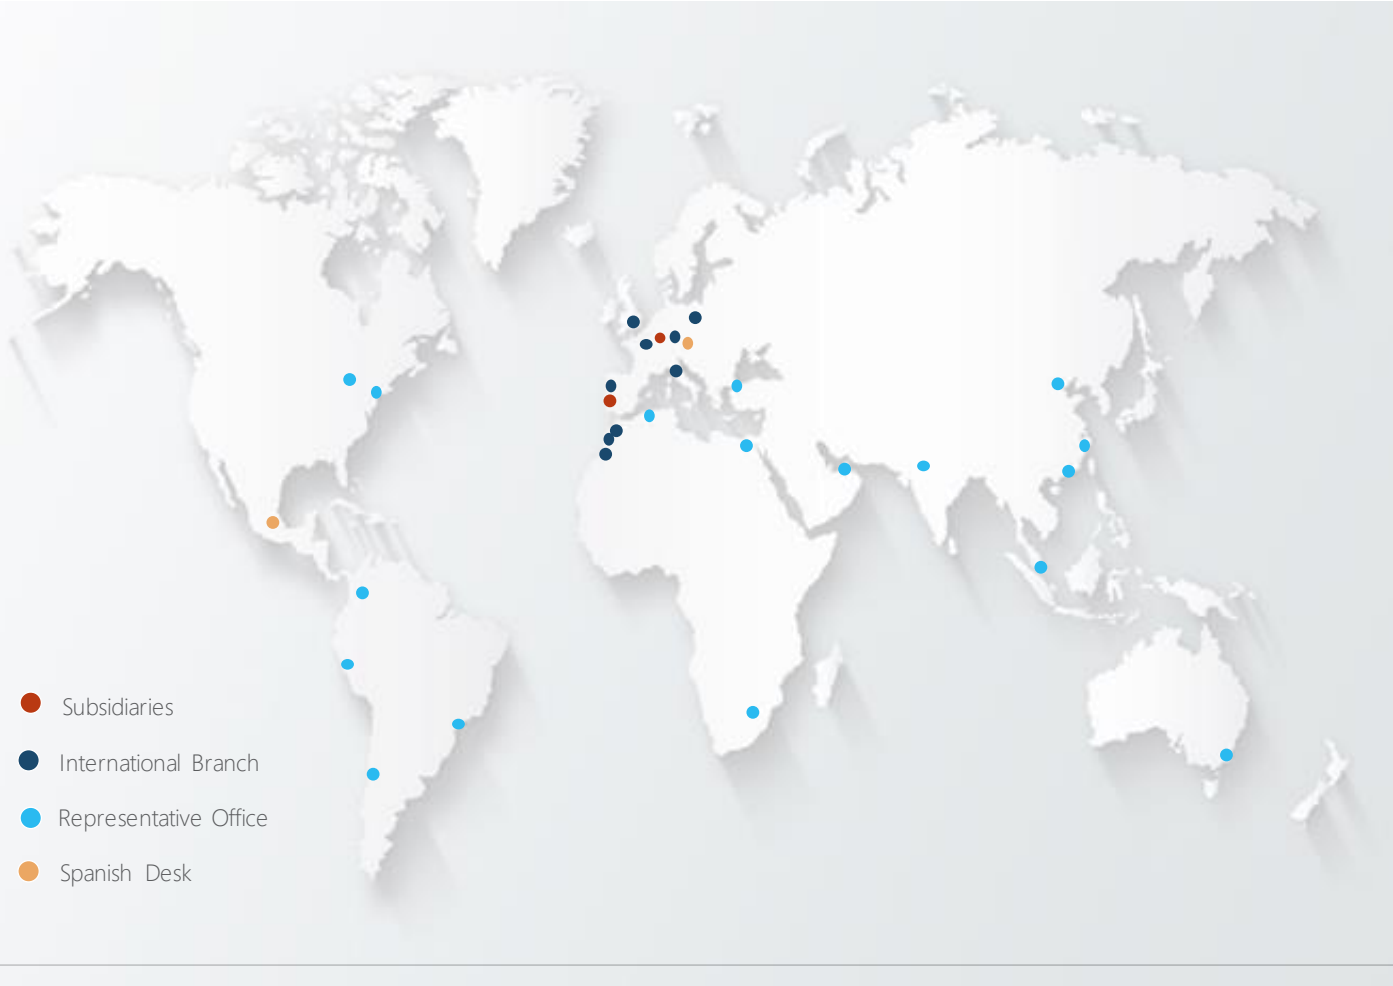 Subsidiaries
International Branch
Representative Office
Spanish Desk